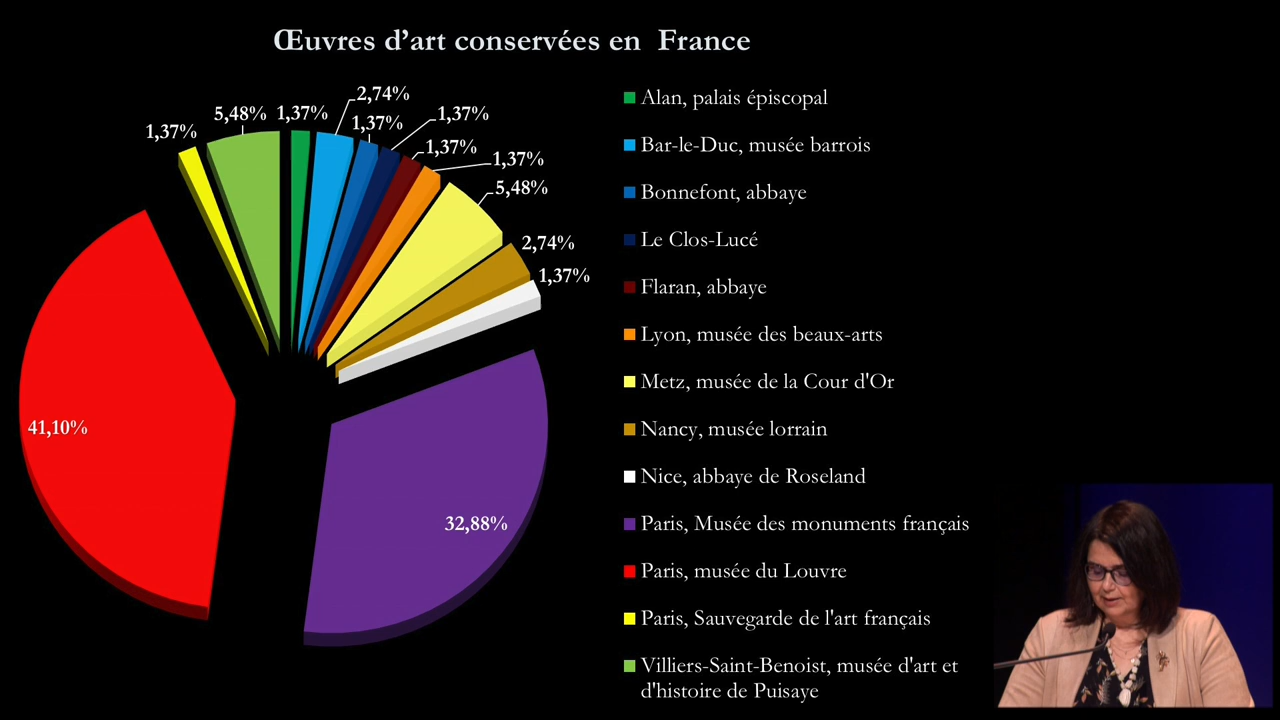 Œuvres d’art conservées en  France
1,37%
5,48%
1,37%
2,74%
1,37%
1,37%
1,37%
1,37%
5,48%
2,74%
1,37%
41,10%
32,88%
Alan, palais épiscopal
Bar-le-Duc, musée barrois
Bonnefont, abbaye
Le Clos-Lucé
Flaran, abbaye
Lyon, musée des beaux-arts
Metz, musée de la Cour d'Or
Nancy, musée lorrain
Nice, abbaye de Roseland
Paris, Musée des monuments français
Paris, musée du Louvre
Paris, Sauvegarde de l'art français
Villiers-Saint-Benoist, musée d'art et
d'histoire de Puisaye